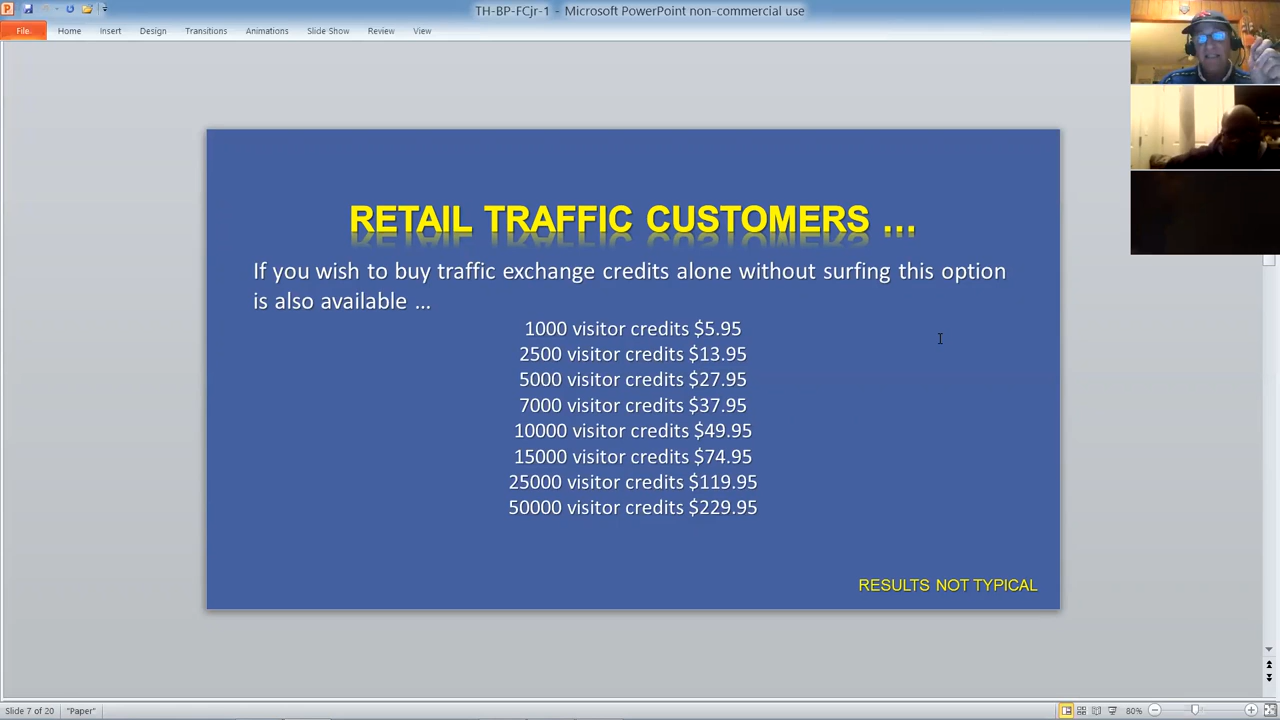 TH-BP-FCjr-1 - Microsoft PowerPoint non-commercial use
File
Home
Insert
Design
Transitions
Animations
Slide Show
Review
View
RETAIL TRAFFIC CUSTOMERS ...
If you wish to buy traffic exchange credits alone without surfing this option
is also available ...
1000 visitor credits $5.95
2500 visitor credits $13.95
5000 visitor credits $27.95
7000 visitor credits $37.95
10000 visitor credits $49.95
15000 visitor credits $74.95
25000 visitor credits $119.95
50000 visitor credits $229.95
RESULTS NOT TYPICAL
Slide 7 of 20
"Paper"
80%